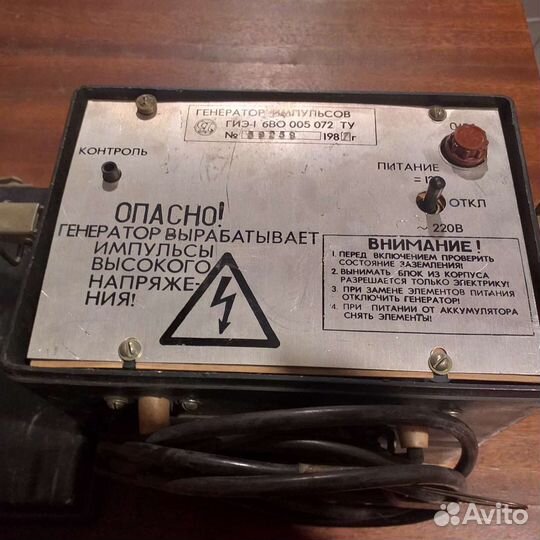 ГЕНЕРАТОР ИМПУЛЬСОВ
ГИЭ-1 6ВО 005 072 ТУ
№ 198 г
КОНТРОЛЬ
ПИТАНИЕ
ОТКЛ
~ 220В
ОПАСНО!
ГЕНЕРАТОР ВЫРАБАТЫВАЕТ
ИМПУЛЬСЫ
ВЫСОКОГО
НАПРЯЖЕ-
НИЯ!
ВНИМАНИЕ!
1. ПЕРЕД ВКЛЮЧЕНИЕМ ПРОВЕРИТЬ
СОСТОЯНИЕ ЗАЗЕМЛЕНИЯ!
2. ВЫНИМАТЬ БЛОК ИЗ КОРПУСА
РАЗРЕШАЕТСЯ ТОЛЬКО ЭЛЕКТРИКУ!
3. ПРИ ЗАМЕНЕ ЭЛЕМЕНТОВ ПИТАНИЯ
ОТКЛЮЧИТЬ ГЕНЕРАТОР!
4. ПРИ ПИТАНИИ ОТ АККУМУЛЯТОРА
СНЯТЬ ЭЛЕМЕНТЫ!
Avito